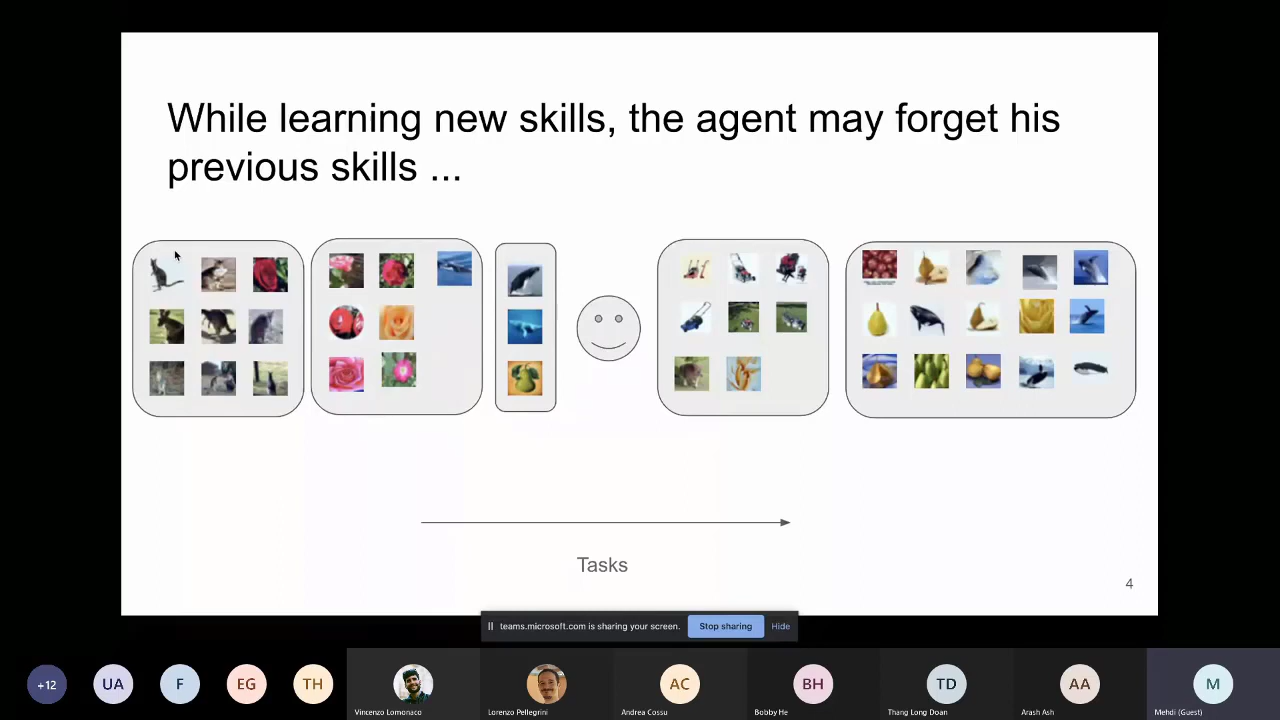 While learning new skills, the agent may forget his
previous skills ...
Tasks
4
teams.microsoft.com is sharing your screen.
Stop sharing
Hide
+12
UA
F
EG
TH
AC
BH
TD
AA
M
Vincenzo Lomonaco
Lorenzo Pellegrini
Andrea Cossu
Bobby He
Thang Long Doan
Arash Ash
Mehdi (Guest)